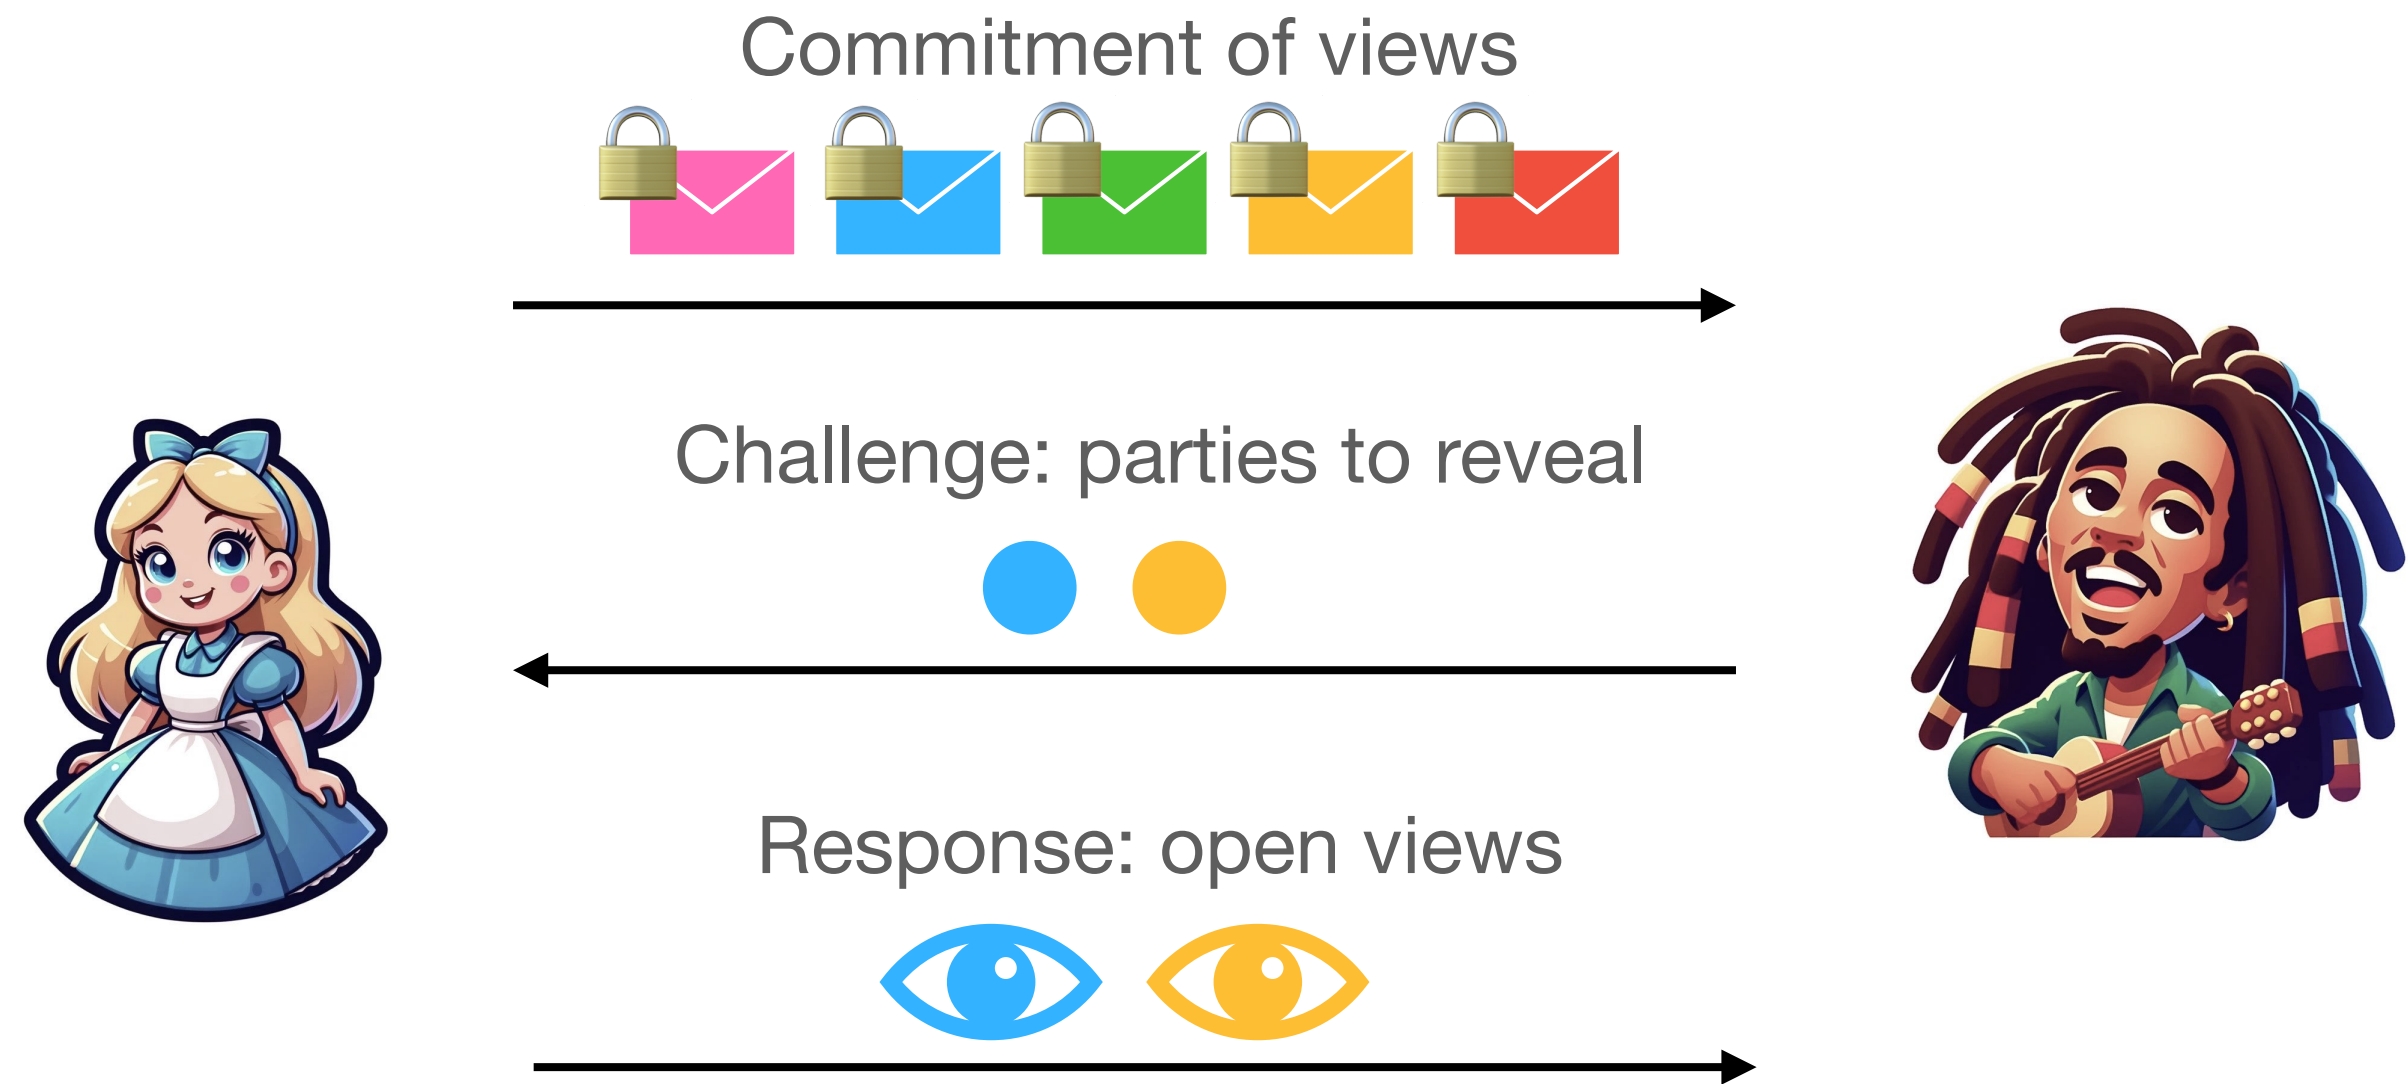 Commitment of views
Challenge: parties to reveal
Response: open views